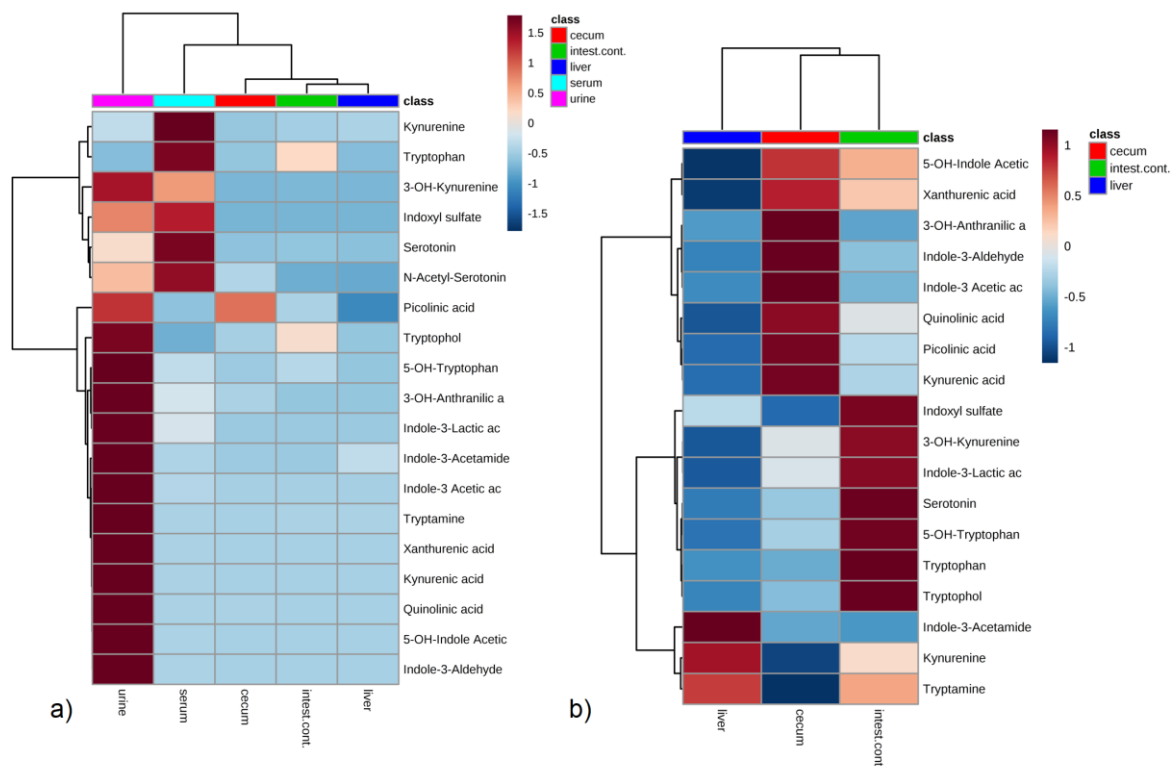 1.5
1
0.5
0
-0.5
-1
-1.5
class
cecum
intest.cont.
liver
serum
urine
class
Kynurenine
Tryptophan
3-OH-Kynurenine
Indoxyl sulfate
Serotonin
N-Acetyl-Serotonin
Picolinic acid
Tryptophol
5-OH-Tryptophan
3-OH-Anthranilic a
Indole-3-Lactic ac
Indole-3-Acetamide
Indole-3 Acetic ac
Tryptamine
Xanthurenic acid
Kynurenic acid
Quinolinic acid
5-OH-Indole Acetic
Indole-3-Aldehyde
urine
serum
cecum
intest.cont.
liver
a)
class
5-OH-Indole Acetic
Xanthurenic acid
3-OH-Anthranilic a
Indole-3-Aldehyde
Indole-3 Acetic ac
Quinolinic acid
Picolinic acid
Kynurenic acid
Indoxyl sulfate
3-OH-Kynurenine
Indole-3-Lactic ac
Serotonin
5-OH-Tryptophan
Tryptophan
Tryptophol
Indole-3-Acetamide
Kynurenine
Tryptamine
1
0.5
0
-0.5
-1
class
cecum
intest.cont.
liver
liver
cecum
intest.cont
b)